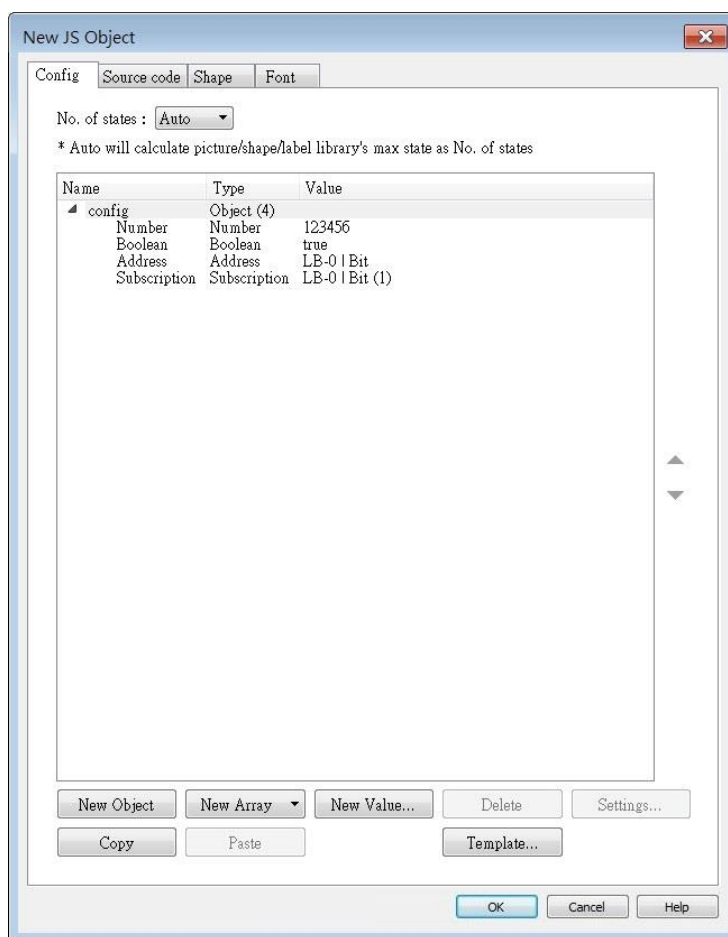 New JS Object
Config Source code Shape Font
No. of states : Auto
* Auto will calculate picture/shape/label library's max state as No. of states
Name Type Value
config Object (4)
Number Number 123456
Boolean Boolean true
Address Address LB-0 | Bit
Subscription Subscription LB-0 | Bit (1)
New Object New Array New Value... Delete Settings...
Copy Paste Template...
OK Cancel Help